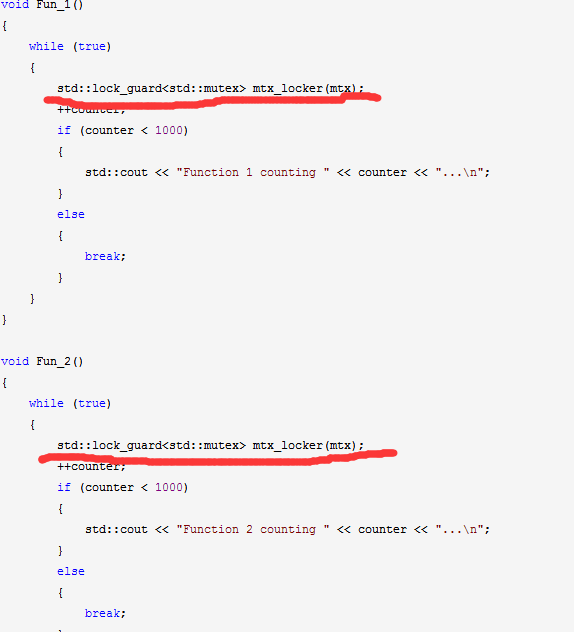 void Fun_1()
{
while (true)
{
std::lock_guard<std::mutex> mtx_locker(mtx);
++counter;
if (counter < 1000)
{
std::cout << "Function 1 counting " << counter << "...\n";
}
else
{
break;
}
}
}
void Fun_2()
{
while (true)
{
std::lock_guard<std::mutex> mtx_locker(mtx);
++counter;
if (counter < 1000)
{
std::cout << "Function 2 counting " << counter << "...\n";
}
else
{
break;
}